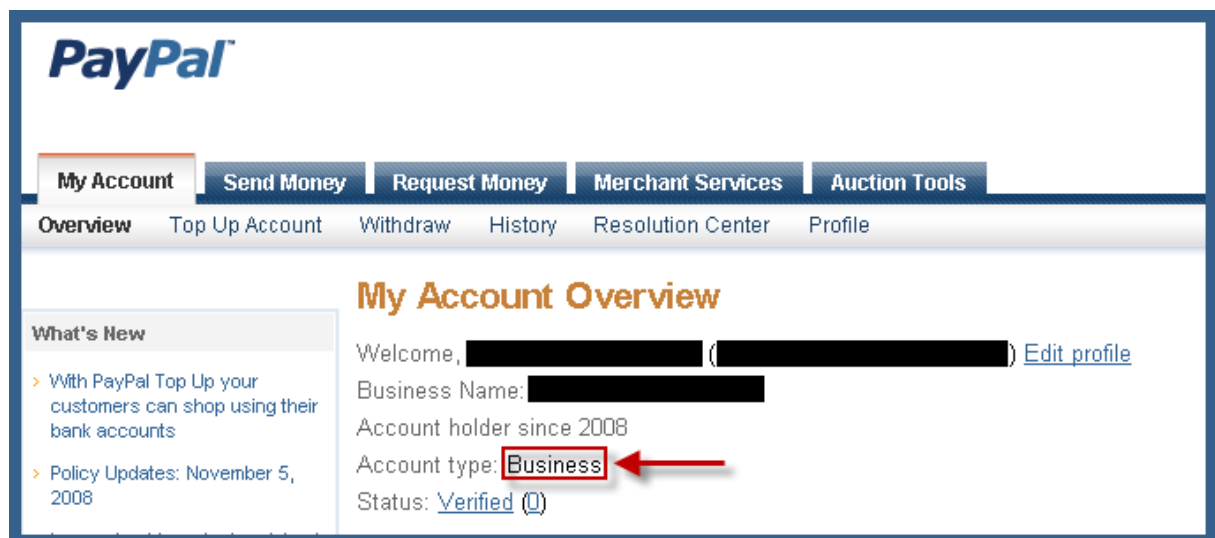 PayPal™
My Account Send Money Request Money Merchant Services Auction Tools
Overview Top Up Account Withdraw History Resolution Center Profile
My Account Overview
What's New
With PayPal Top Up your
customers can shop using their
bank accounts
Policy Updates: November 5,
2008
Welcome, ( ) Edit profile
Business Name:
Account holder since 2008
Account type: Business
Status: Verified (0)